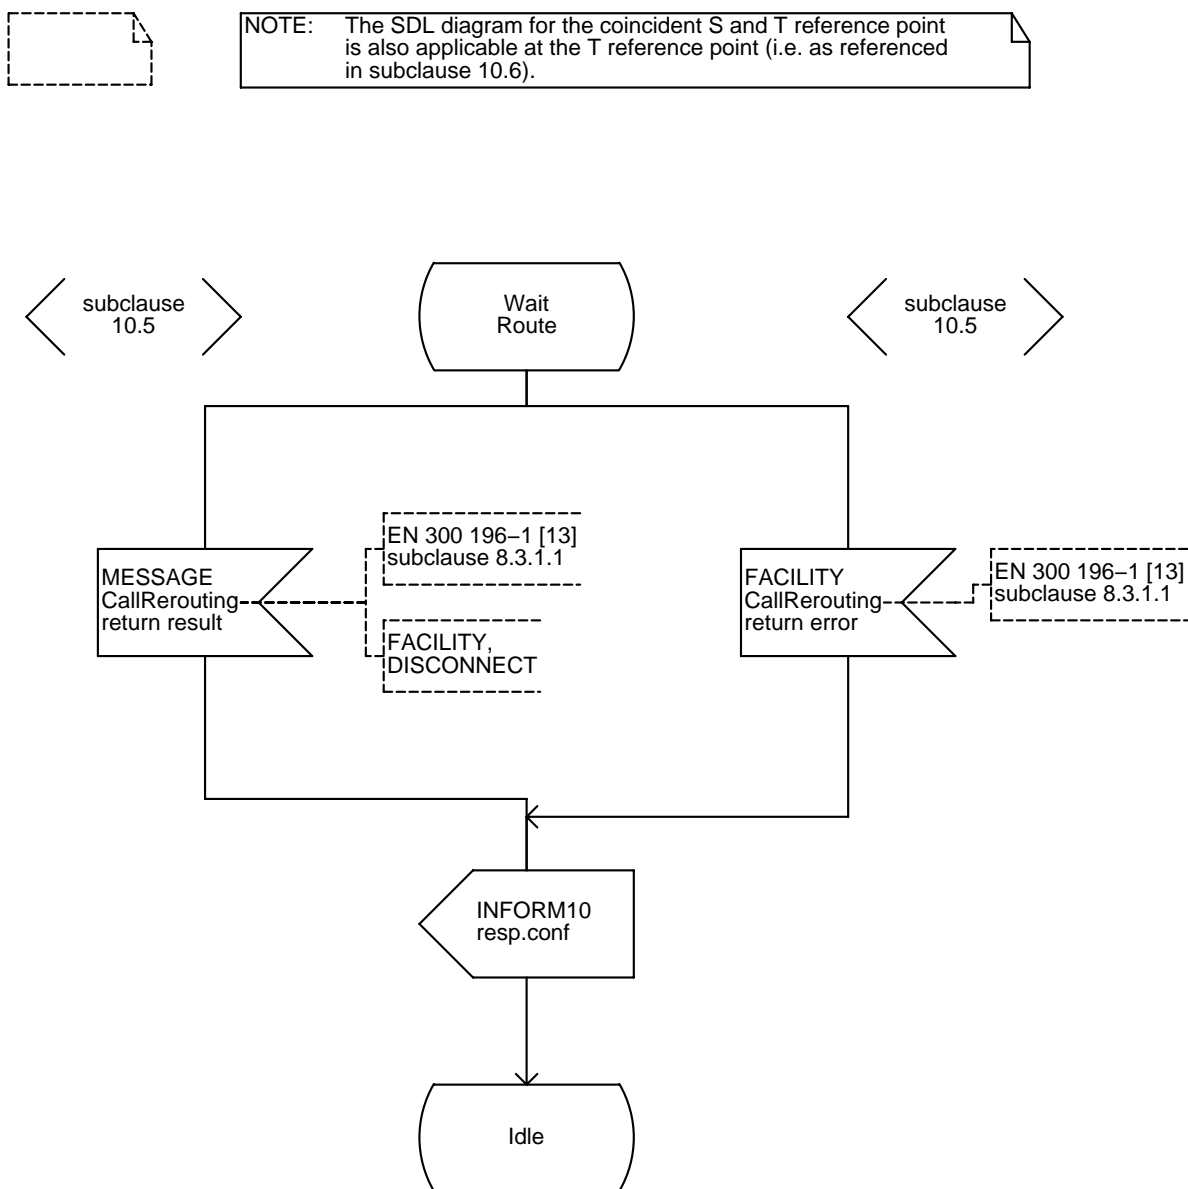 NOTE: The SDL diagram for the coincident S and T reference point
is also applicable at the T reference point (i.e. as referenced
in subclause 10.6).
subclause
10.5
Wait
Route
subclause
10.5
MESSAGE
CallRerouting
return result
EN 300 196−1 [13]
subclause 8.3.1.1
FACILITY,
DISCONNECT
FACILITY
CallRerouting
return error
EN 300 196−1 [13]
subclause 8.3.1.1
INFORM10
resp.conf
Idle